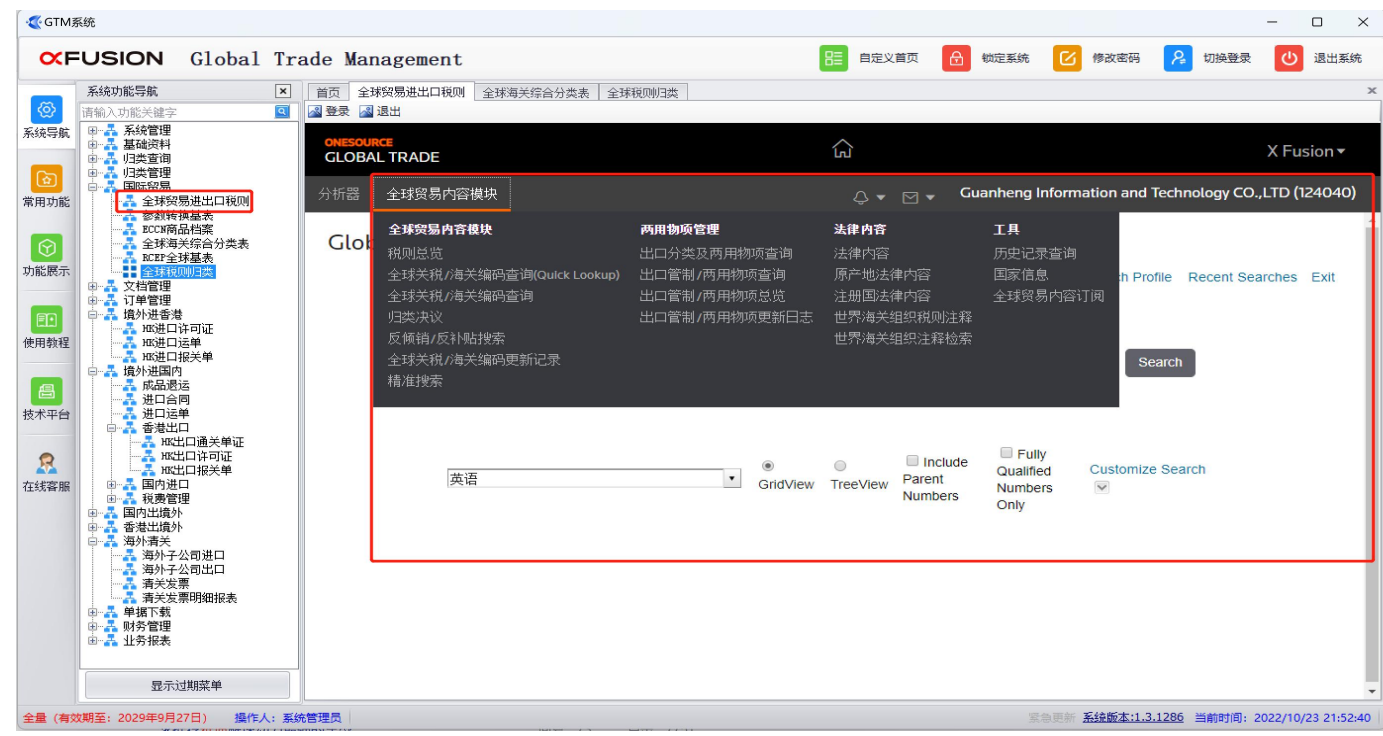 GTM系统
XFUSION Global Trade Management
自定义首页 锁定系统 修改密码 切换登录 退出系统
系统导航
常用功能
功能展示
使用教程
技术平台
在线客服
系统功能导航
请输入功能关键字
系统管理
基础资料
归类查询
归类管理
国际贸易
全球贸易进出口税则
参数转换基表
ECCN商品档案
全球海关综合分类表
RCEP全球基表
全球税则归类
文档管理
订单管理
境外进香港
HK进口许可证
HK进口运单
HK进口报关单
境外进国内
成品退运
进口合同
进口运单
香港出口
HK出口通关单证
HK出口许可证
HK出口报关单
国内进口
税费管理
国内出境外
香港出境外
海外清关
海外子公司进口
海外子公司出口
清关发票
清关发票明细报表
单据下载
财务管理
业务报表
显示过期菜单
首页 全球贸易进出口税则 全球海关综合分类表 全球税则归类
登录 退出
ONESOURCE
GLOBAL TRADE
X Fusion
分析器 全球贸易内容模块
Guanheng Information and Technology CO.,LTD (124040)
Glob
全球贸易内容模块
税则总览
全球关税/海关编码查询(Quick Lookup)
全球关税/海关编码查询
归类决议
反倾销/反补贴搜索
全球关税/海关编码更新记录
精准搜索
两用物项管理
出口分类及两用物项查询
出口管制/两用物项查询
出口管制/两用物项总览
出口管制/两用物项更新日志
法律内容
法律内容
原产地法律内容
注册国法律内容
世界海关组织税则注释
世界海关组织注释检索
工具
历史记录查询
国家信息
全球贸易内容订阅
ch Profile Recent Searches Exit
Search
英语
GridView
TreeView
Include Parent Numbers
Fully Qualified Numbers Only
Customize Search
全量（有效期至：2029年9月27日） 操作人：系统管理员
紧急更新 系统版本:1.3.1286 当前时间：2022/10/23 21:52:40